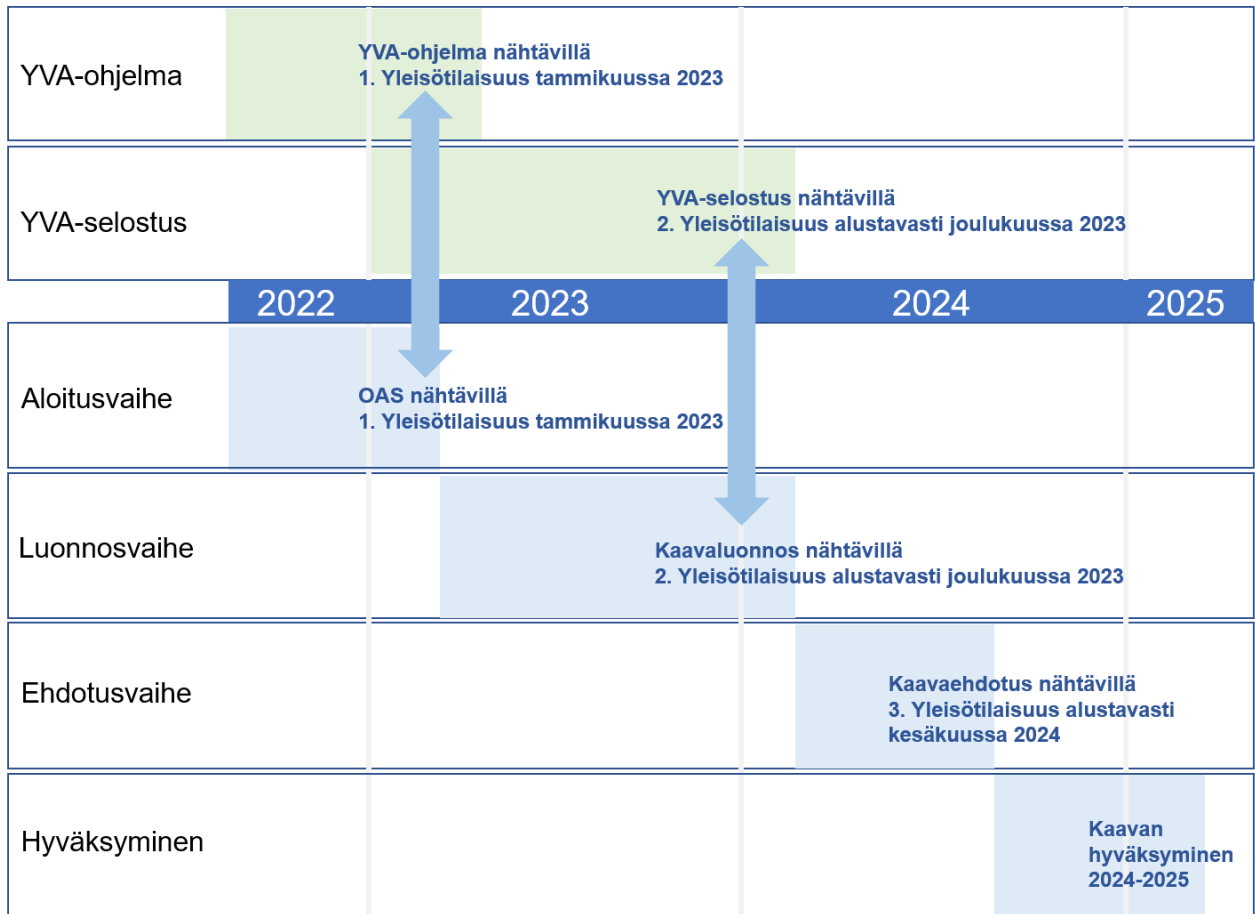 YVA-ohjelma
YVA-ohjelma nähtävillä
1. Yleisötilaisuus tammikuussa 2023
YVA-selostus
YVA-selostus nähtävillä
2. Yleisötilaisuus alustavasti joulukuussa 2023
2022 2023 2024 2025
Aloitusvaihe
OAS nähtävillä
1. Yleisötilaisuus tammikuussa 2023
Luonnosvaihe
Kaavaluonnos nähtävillä
2. Yleisötilaisuus alustavasti joulukuussa 2023
Ehdotusvaihe
Kaavaehdotus nähtävillä
3. Yleisötilaisuus alustavasti
kesäkuussa 2024
Hyväksyminen
Kaavan
hyväksyminen
2024-2025